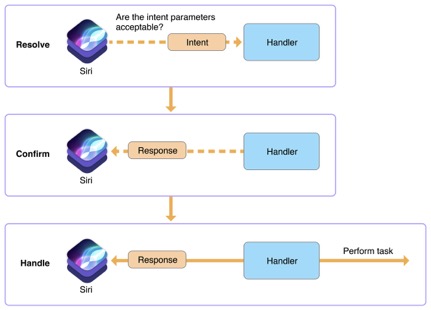 Are the intent parameters
acceptable?
Resolve
Intent
Handler
Siri
Confirm
Response
Handler
Siri
Handle
Response
Handler
Perform task
Siri